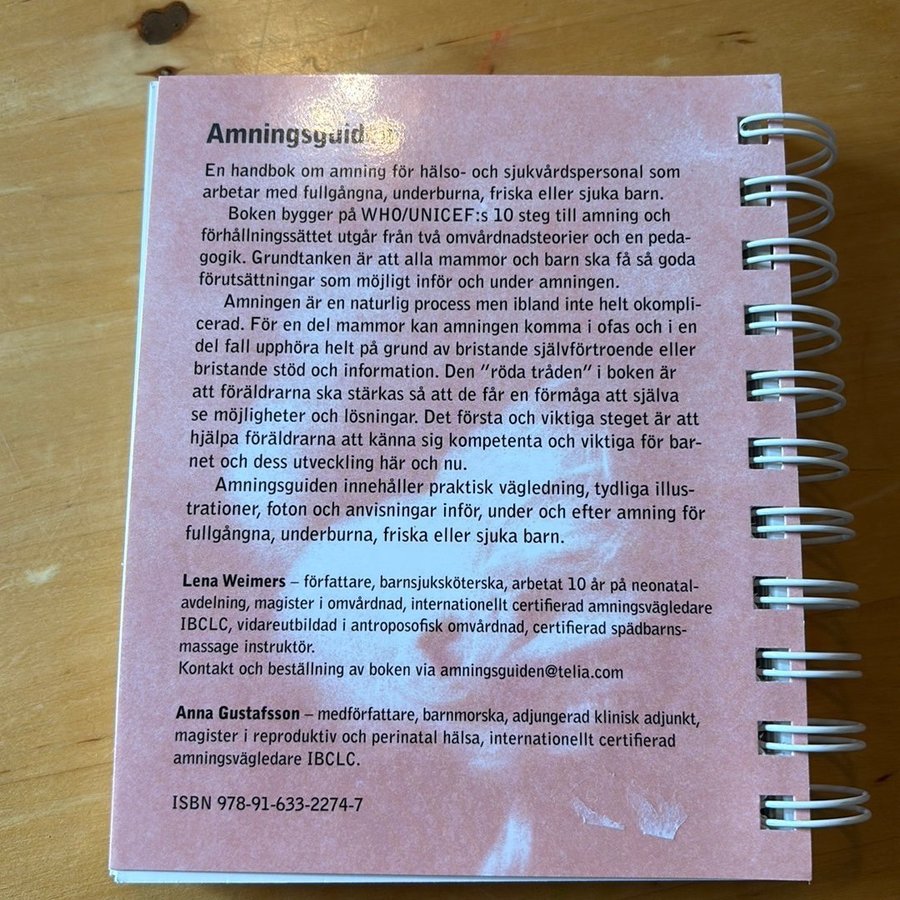 Amningsguiden
En handbok om amning för hälso- och sjukvårdspersonal som
arbetar med fullgångna, underburna, friska eller sjuka barn.
Boken bygger på WHO/UNICEF:s 10 steg till amning och
förhållningssättet utgår från två omvårdnadsteorier och en peda-
gogik. Grundtanken är att alla mammor och barn ska få så goda
förutsättningar som möjligt inför och under amningen.
Amningen är en naturlig process men ibland inte helt okompli-
cerad. För en del mammor kan amningen komma i ofas och i en
del fall upphöra helt på grund av bristande självförtroende eller
bristande stöd och information. Den ”röda tråden” i boken är
att föräldrarna ska stärkas så att de får en förmåga att själva
se möjligheter och lösningar. Det första och viktiga steget är att
hjälpa föräldrarna att känna sig kompetenta och viktiga för bar-
net och dess utveckling här och nu.
Amningsguiden innehåller praktisk vägledning, tydliga illus-
trationer, foton och anvisningar inför, under och efter amning för
fullgångna, underburna, friska eller sjuka barn.
Lena Weimers – författare, barnsjuksköterska, arbetat 10 år på neonatal-
avdelning, magister i omvårdnad, internationellt certifierad amningsvägledare
IBCLC, vidareutbildad i antroposofisk omvårdnad, certifierad spädbarns-
massage instruktör.
Kontakt och beställning av boken via amningsguiden@telia.com
Anna Gustafsson – medförfattare, barnmorska, adjungerad klinisk adjunkt,
magister i reproduktiv och perinatal hälsa, internationellt certifierad
amningsvägledare IBCLC.
ISBN 978-91-633-2274-7